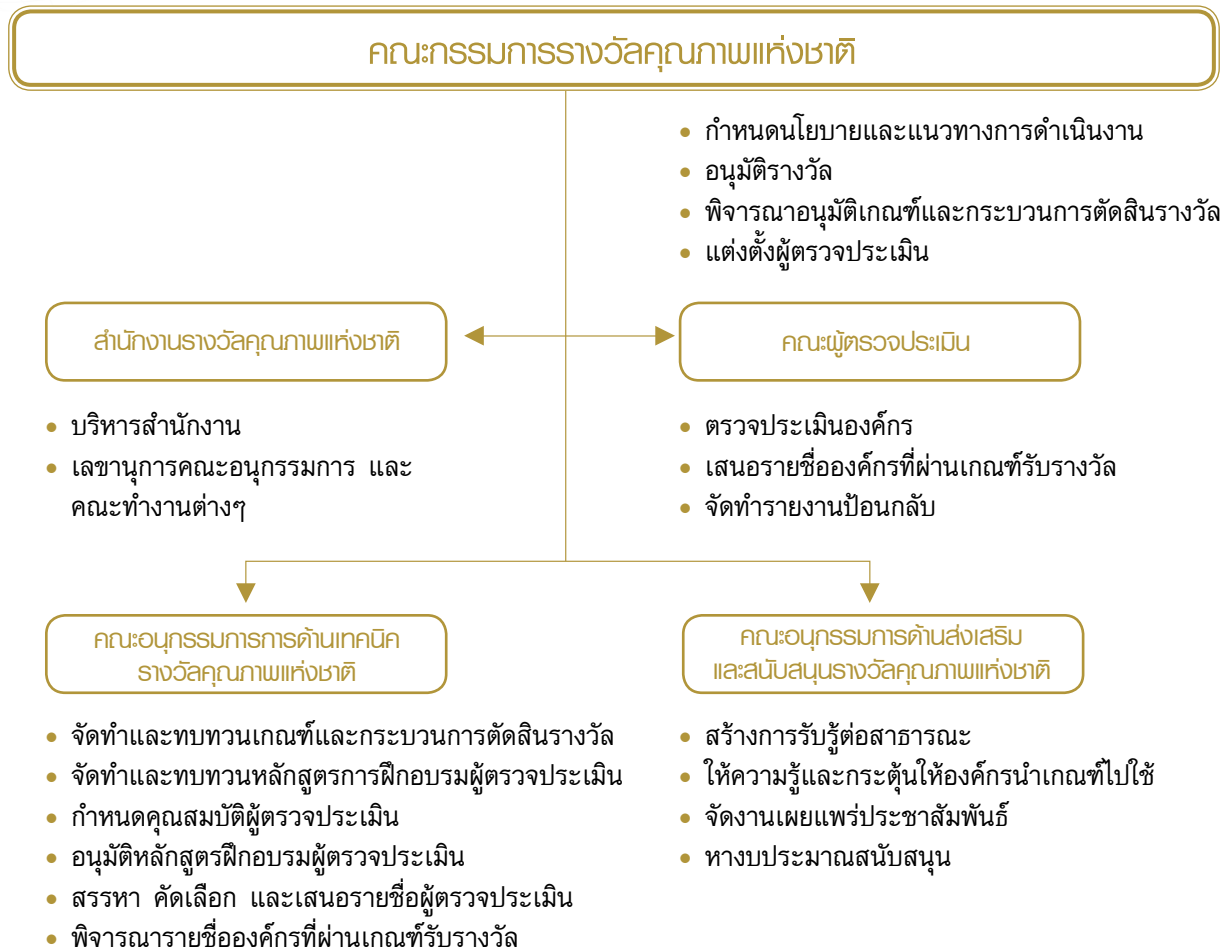 คณะกรรมการรางวัลคุณภาพแห่งชาติ
• กำหนดนโยบายและแนวทางการดำเนินงาน
• อนุมัติรางวัล
• พิจารณาอนุมัติเกณฑ์และกระบวนการตัดสินรางวัล
• แต่งตั้งผู้ตรวจประเมิน
สำนักงานรางวัลคุณภาพแห่งชาติ
• บริหารสำนักงาน
• เลขานุการคณะอนุกรรมการ และ
คณะทำงานต่างๆ
คณะผู้ตรวจประเมิน
• ตรวจประเมินองค์กร
• เสนอรายชื่อองค์กรที่ผ่านเกณฑ์รับรางวัล
• จัดทำรายงานป้อนกลับ
คณะอนุกรรมการการด้านเทคนิค
รางวัลคุณภาพแห่งชาติ
• จัดทำและทบทวนเกณฑ์และกระบวนการตัดสินรางวัล
• จัดทำและทบทวนหลักสูตรการฝึกอบรมผู้ตรวจประเมิน
• กำหนดคุณสมบัติผู้ตรวจประเมิน
• อนุมัติหลักสูตรฝึกอบรมผู้ตรวจประเมิน
• สรรหา คัดเลือก และเสนอรายชื่อผู้ตรวจประเมิน
• พิจารณารายชื่อองค์กรที่ผ่านเกณฑ์รับรางวัล
คณะอนุกรรมการด้านส่งเสริม
และสนับสนุนรางวัลคุณภาพแห่งชาติ
• สร้างการรับรู้ต่อสาธารณะ
• ให้ความรู้และกระตุ้นให้องค์กรนำเกณฑ์ไปใช้
• จัดงานเผยแพร่ประชาสัมพันธ์
• หางบประมาณสนับสนุน